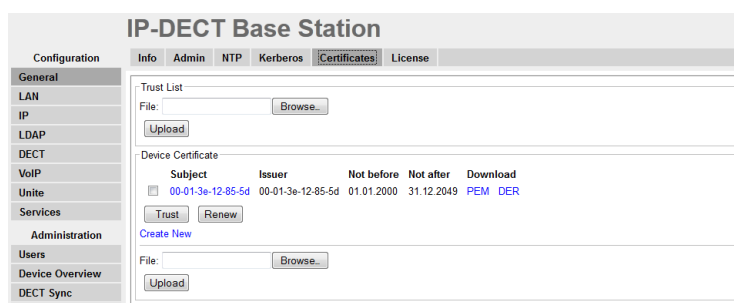 IP-DECT Base Station
Configuration
Info Admin NTP Kerberos Certificates License
General
LAN
IP
LDAP
DECT
VoIP
Unite
Services
Administration
Users
Device Overview
DECT Sync
Trust List
File: Browse...
Upload
Device Certificate
Subject Issuer Not before Not after Download
00-01-3e-12-85-5d 00-01-3e-12-85-5d 01.01.2000 31.12.2049 PEM DER
Trust Renew
Create New
File: Browse...
Upload